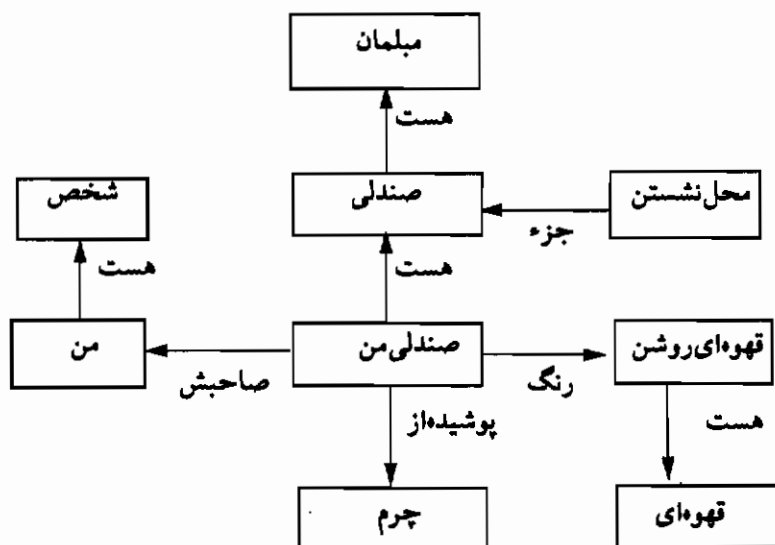 مبلمان
هست
شخص
صندلی
محل‌نشستن
جزء
هست
هست
من
صندلی‌من
قهوه‌ای‌روشن
صاحبش
رنگ
پوشیده‌از
هست
چرم
قهوه‌ای